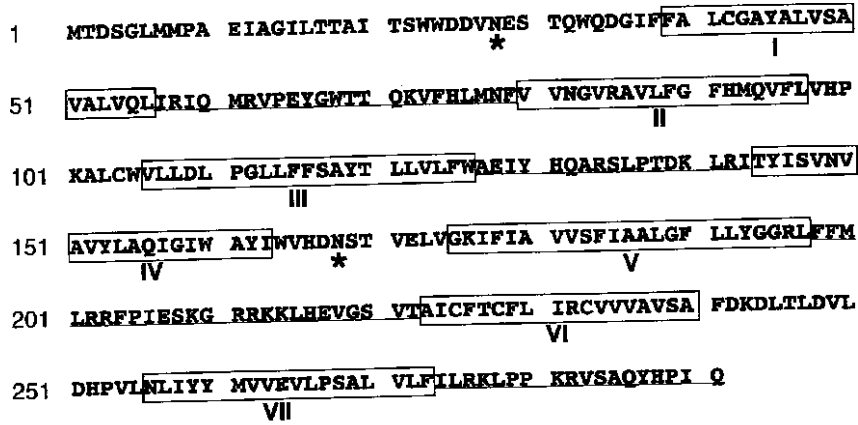 1 MTDSGLMMPA EIAGILTTAI TSWWDDVNES TQWQDGIFFA LCGAYALVSA
* I
51 VALVQLIRIQ MRVPEYGWTT QKVFHLMNFV VNGVRAVLFG FHMQVFLVHP
II
101 KALCWVLLDL PGLLFFSAYT LLVLFWAEIY HQARSLPTDK LRITYISVNV
III
151 AVYLAQIGIW AYIWVHDNST VELVGKIFIA VVSFIAALGF LLYGGRLFFM
IV * V
201 LRRFPIESKG RRKKLHEVGS VTAICFTCFL IRCVVVAVSA FDKDLTLDVL
VI
251 DHPVLNLIYY MVVEVLPSAL VLFILRKLPP KRVSAQYHPI Q
VII